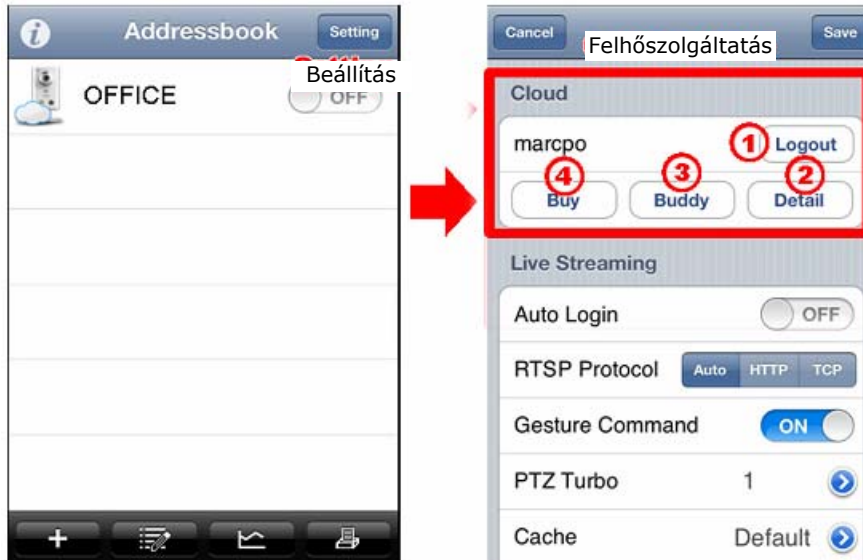 Addressbook Setting
Beállítás
OFFICE OFF
Cancel Felhőszolgáltatás Save
Cloud
marcpo 1 Logout
4 3 2
Buy Buddy Detail
Live Streaming
Auto Login OFF
RTSP Protocol Auto HTTP TCP
Gesture Command ON
PTZ Turbo 1
Cache Default